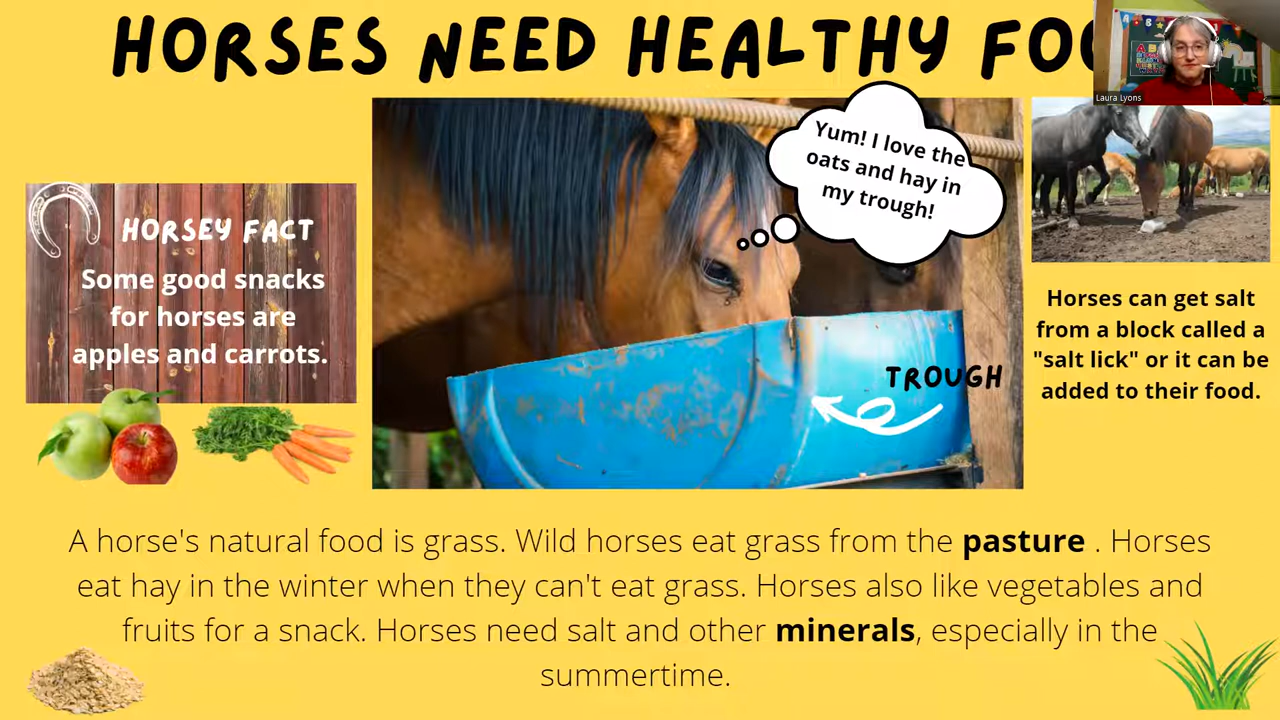 HORSES NEED HEALTHY FOO
Laura Lyons
Yum! I love the
oats and hay in
my trough!
HORSEY FACT
Some good snacks
for horses are
apples and carrots.
TROUGH
Horses can get salt
from a block called a
"salt lick" or it can be
added to their food.
A horse's natural food is grass. Wild horses eat grass from the pasture . Horses
eat hay in the winter when they can't eat grass. Horses also like vegetables and
fruits for a snack. Horses need salt and other minerals, especially in the
summertime.